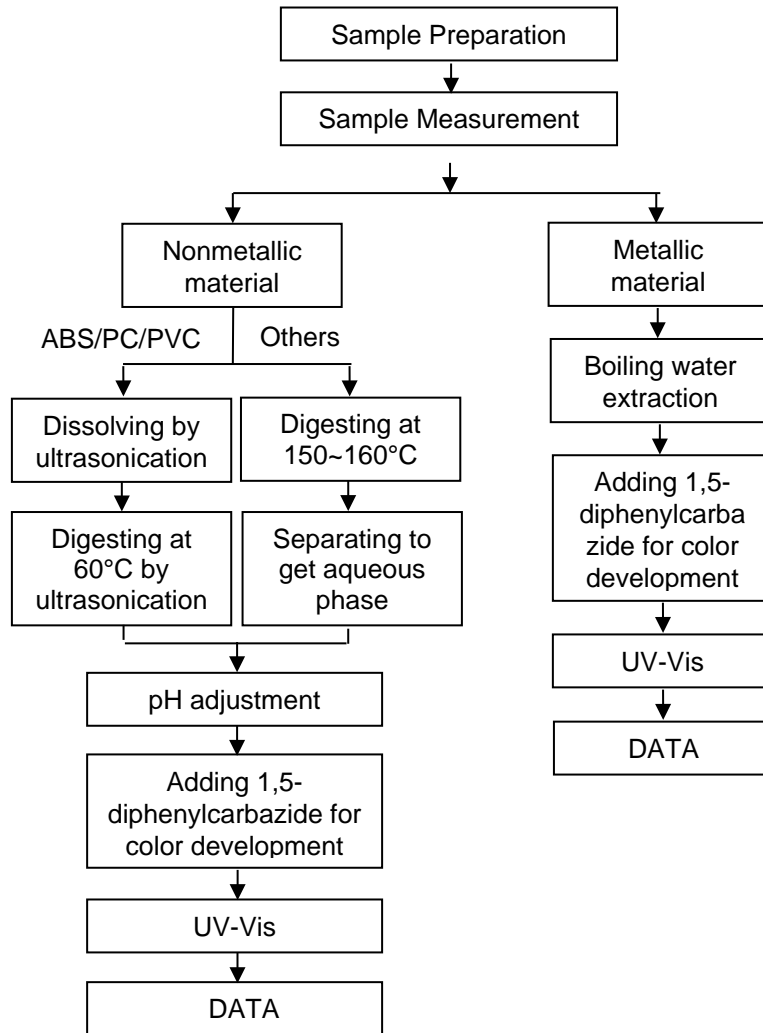 Sample Preparation
Sample Measurement
Nonmetallic
material
Metallic
material
ABS/PC/PVC
Others
Dissolving by
ultrasonication
Digesting at
150~160°C
Boiling water
extraction
Digesting at
60°C by
ultrasonication
Separating to
get aqueous
phase
Adding 1,5-
diphenylcarba
zide for color
development
pH adjustment
UV-Vis
DATA
Adding 1,5-
diphenylcarbazide for
color development
UV-Vis
DATA